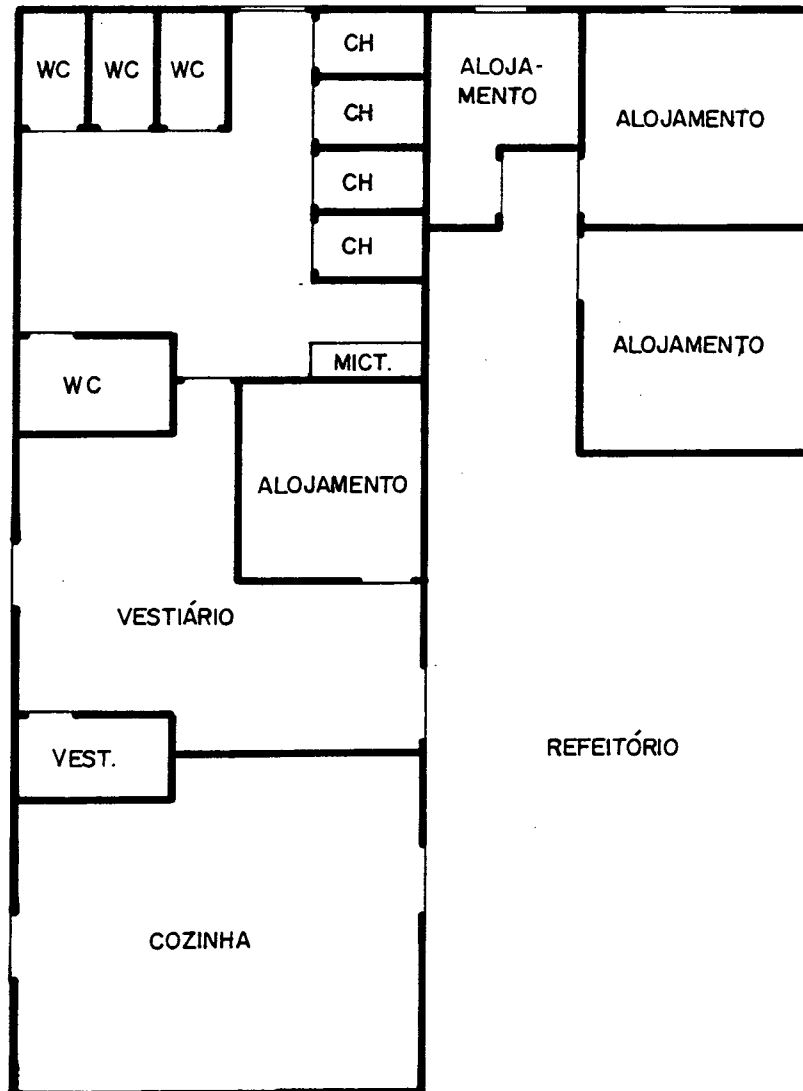 WC
WC
WC
CH
CH
CH
CH
ALOJA-
MENTO
ALOJAMENTO
ALOJAMENTO
MICT.
WC
ALOJAMENTO
VESTIÁRIO
VEST.
REFEITÓRIO
COZINHA